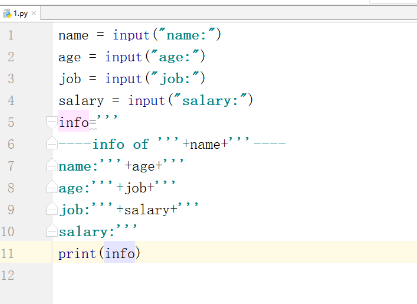 1.py
1 name = input("name:")
2 age = input("age:")
3 job = input("job:")
4 salary = input("salary:")
5 info='''
6 ----info of '''+name+'''----
7 name:'''+age+'''
8 age:'''+job+'''
9 job:'''+salary+'''
10 salary:'''
11 print(info)
12